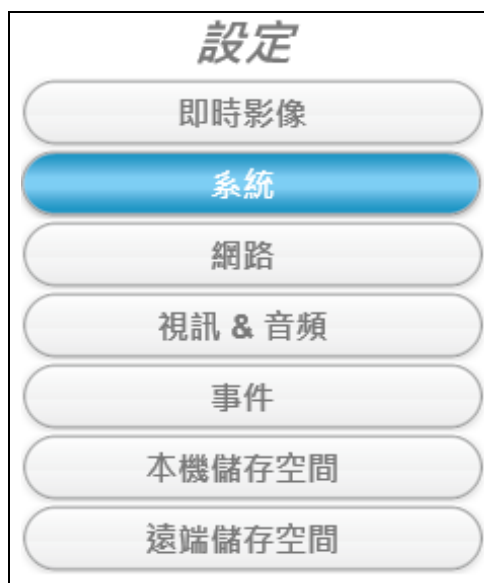 設定
即時影像
系統
網路
視訊 & 音頻
事件
本機儲存空間
遠端儲存空間